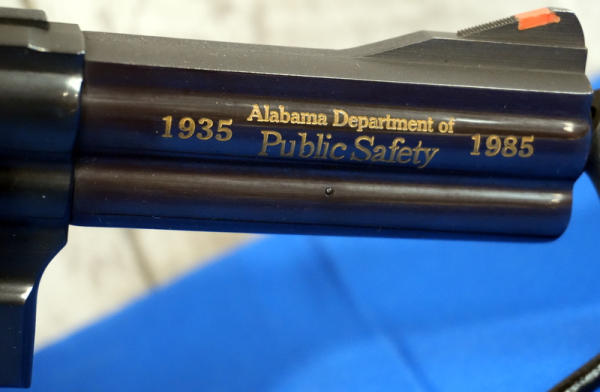 1935 Alabama Department of 1985
Public Safety